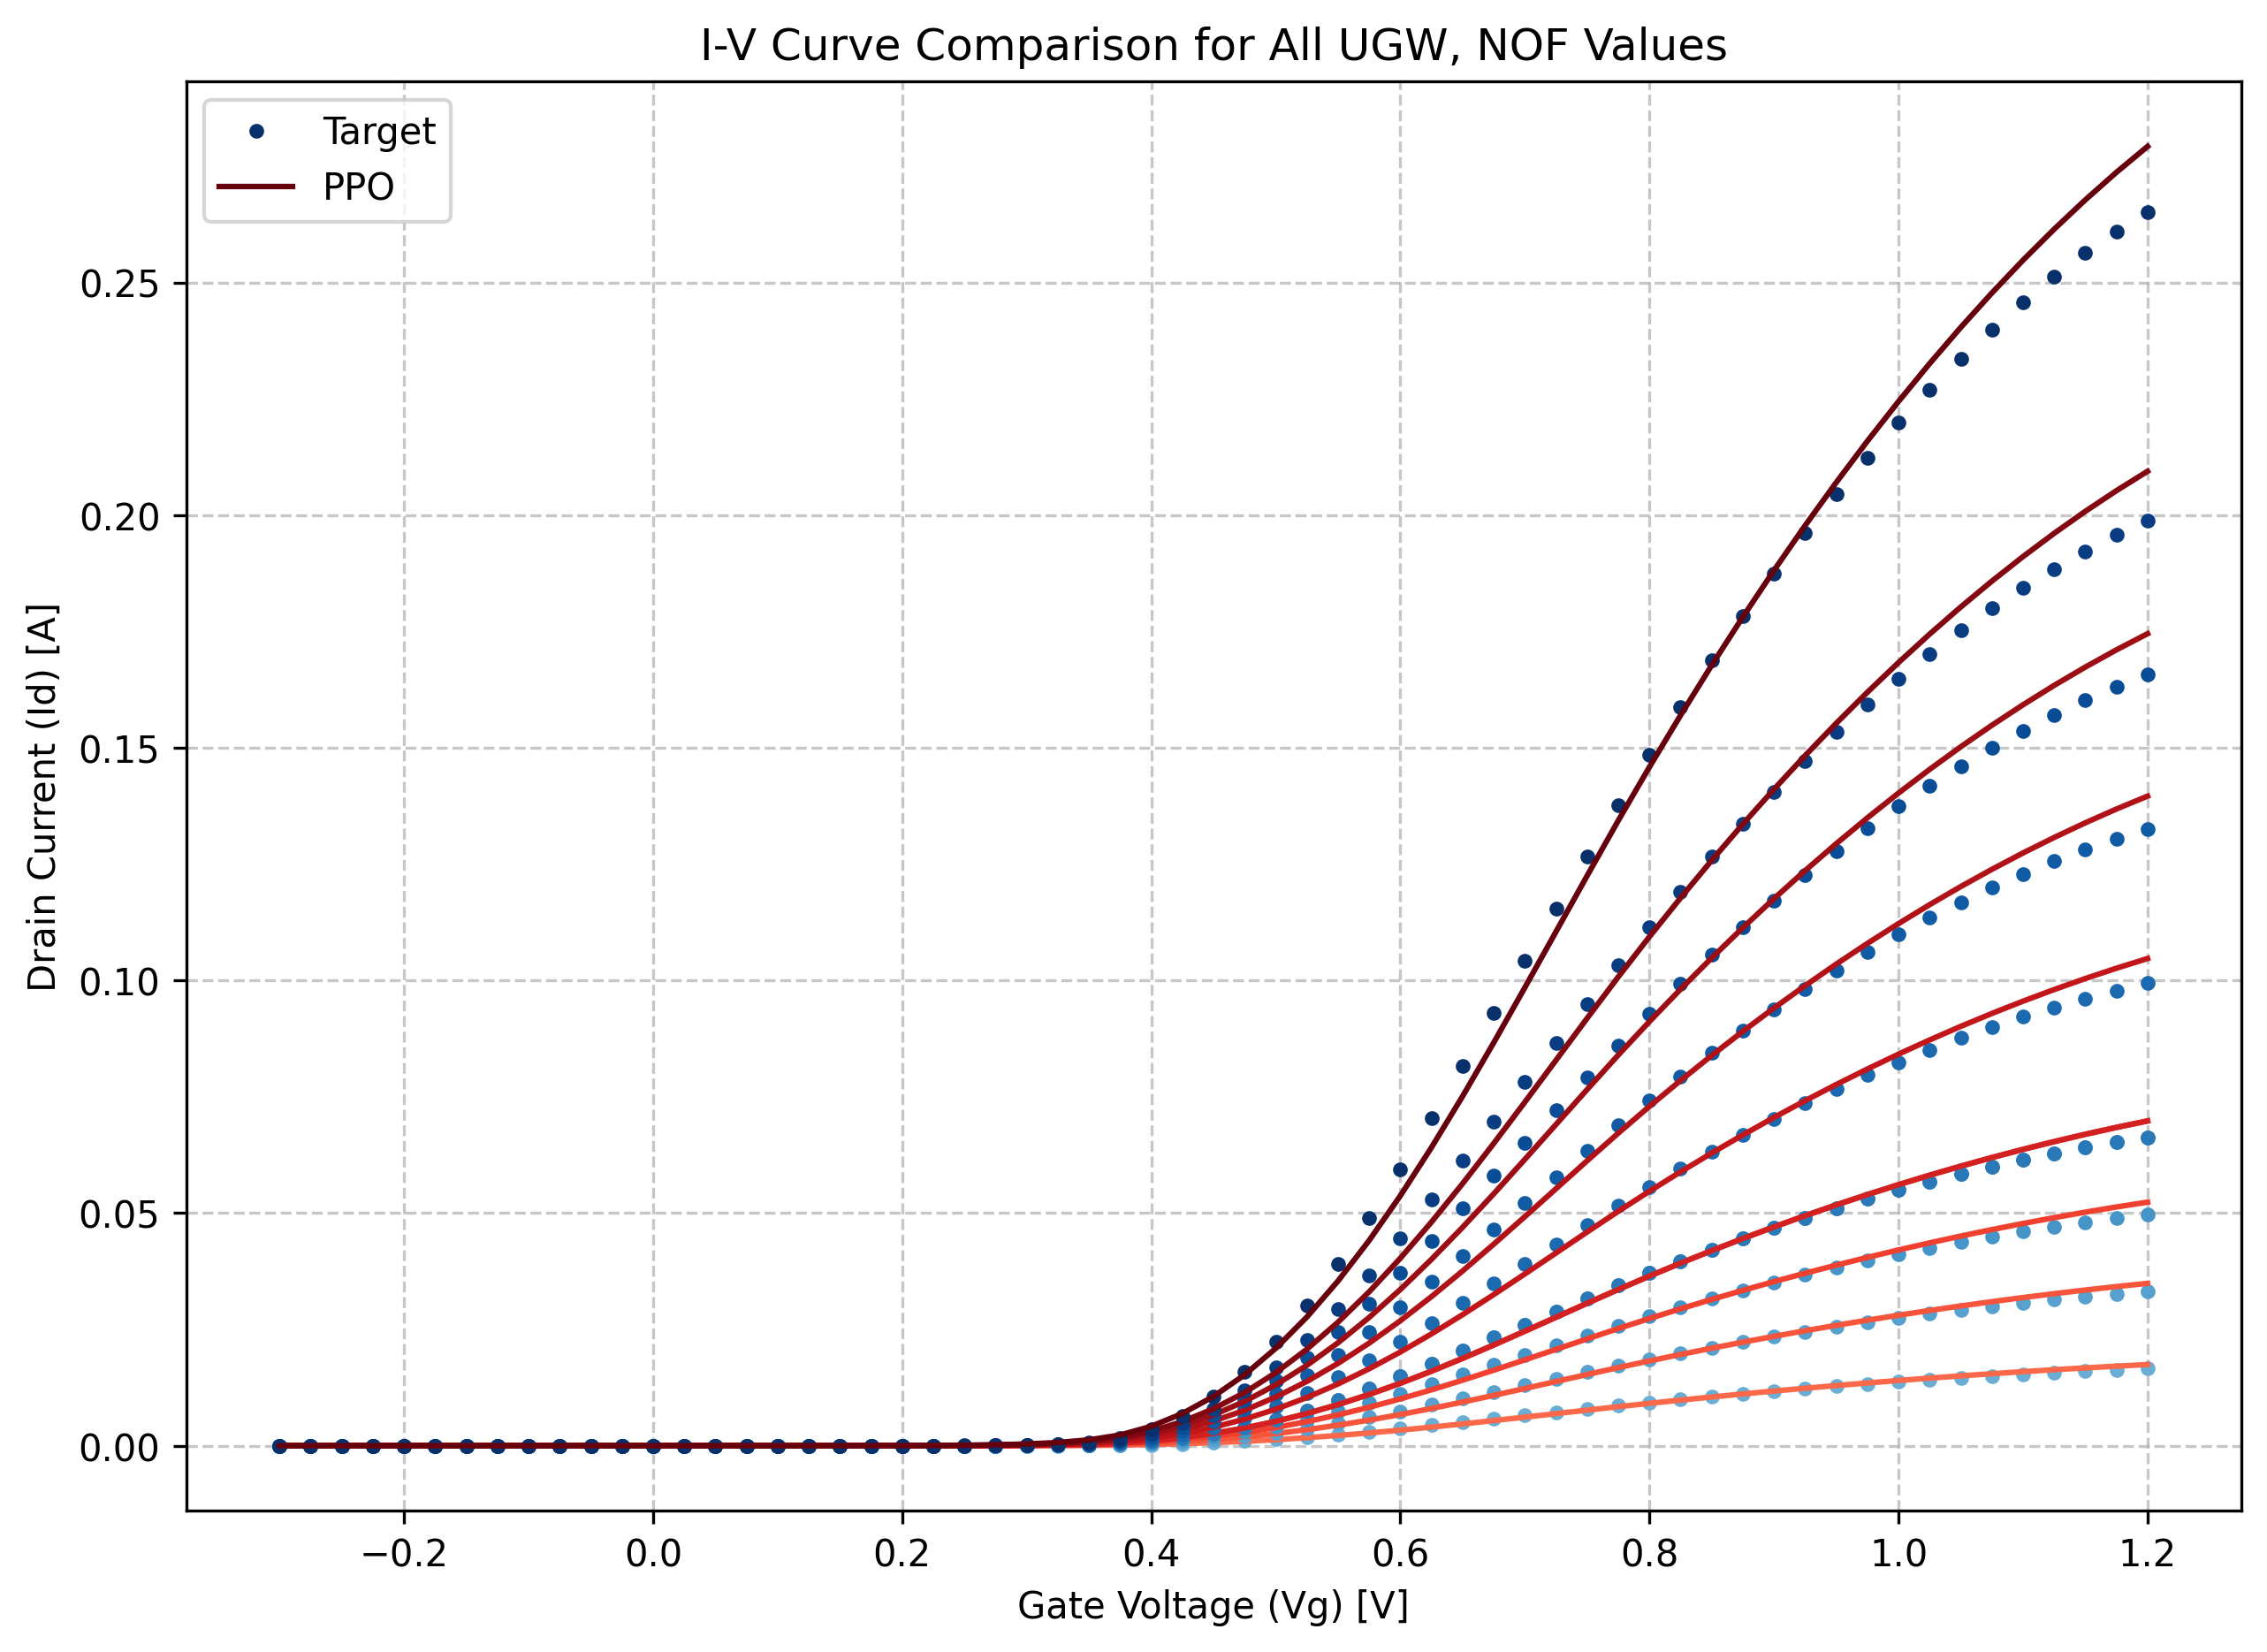 I-V Curve Comparison for All UGW, NOF Values
Target
PPO
Drain Current (Id) [A]
0.25
0.20
0.15
0.10
0.05
0.00
−0.2
0.0
0.2
0.4
0.6
0.8
1.0
1.2
Gate Voltage (Vg) [V]